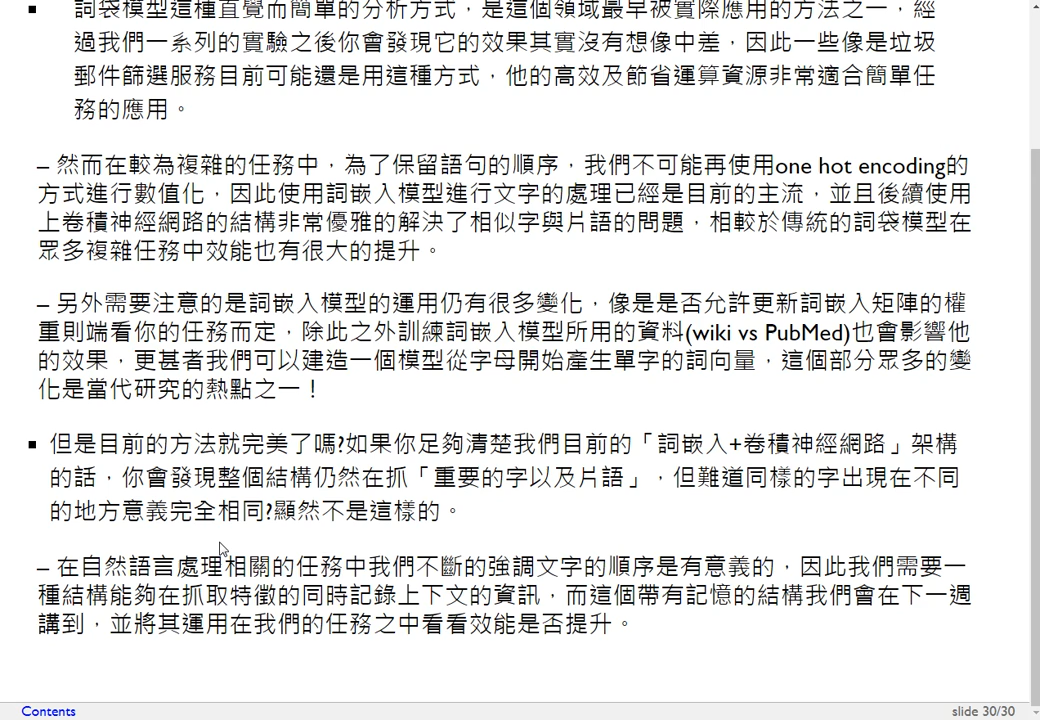 詞袋模型這種直覺而簡單的分析方式，是這個領域最早被實際應用的方法之一，經
過我們一系列的實驗之後你會發現它的效果其實沒有想像中差，因此一些像是垃圾
郵件篩選服務目前可能還是用這種方式，他的高效及節省運算資源非常適合簡單任
務的應用。
– 然而在較為複雜的任務中，為了保留語句的順序，我們不可能再使用one hot encoding的
方式進行數值化，因此使用詞嵌入模型進行文字的處理已經是目前的主流，並且後續使用
上卷積神經網路的結構非常優雅的解決了相似字與片語的問題，相較於傳統的詞袋模型在
眾多複雜任務中效能也有很大的提升。
– 另外需要注意的是詞嵌入模型的運用仍有很多變化，像是是否允許更新詞嵌入矩陣的權
重則端看你的任務而定，除此之外訓練詞嵌入模型所用的資料(wiki vs PubMed)也會影響他
的效果，更甚者我們可以建造一個模型從字母開始產生單字的詞向量，這個部分眾多的變
化是當代研究的熱點之一！
但是目前的方法就完美了嗎?如果你足夠清楚我們目前的「詞嵌入+卷積神經網路」架構
的話，你會發現整個結構仍然在抓「重要的字以及片語」，但難道同樣的字出現在不同
的地方意義完全相同?顯然不是這樣的。
– 在自然語言處理相關的任務中我們不斷的強調文字的順序是有意義的，因此我們需要一
種結構能夠在抓取特徵的同時記錄上下文的資訊，而這個帶有記憶的結構我們會在下一週
講到，並將其運用在我們的任務之中看看效能是否提升。
Contents
slide 30/30